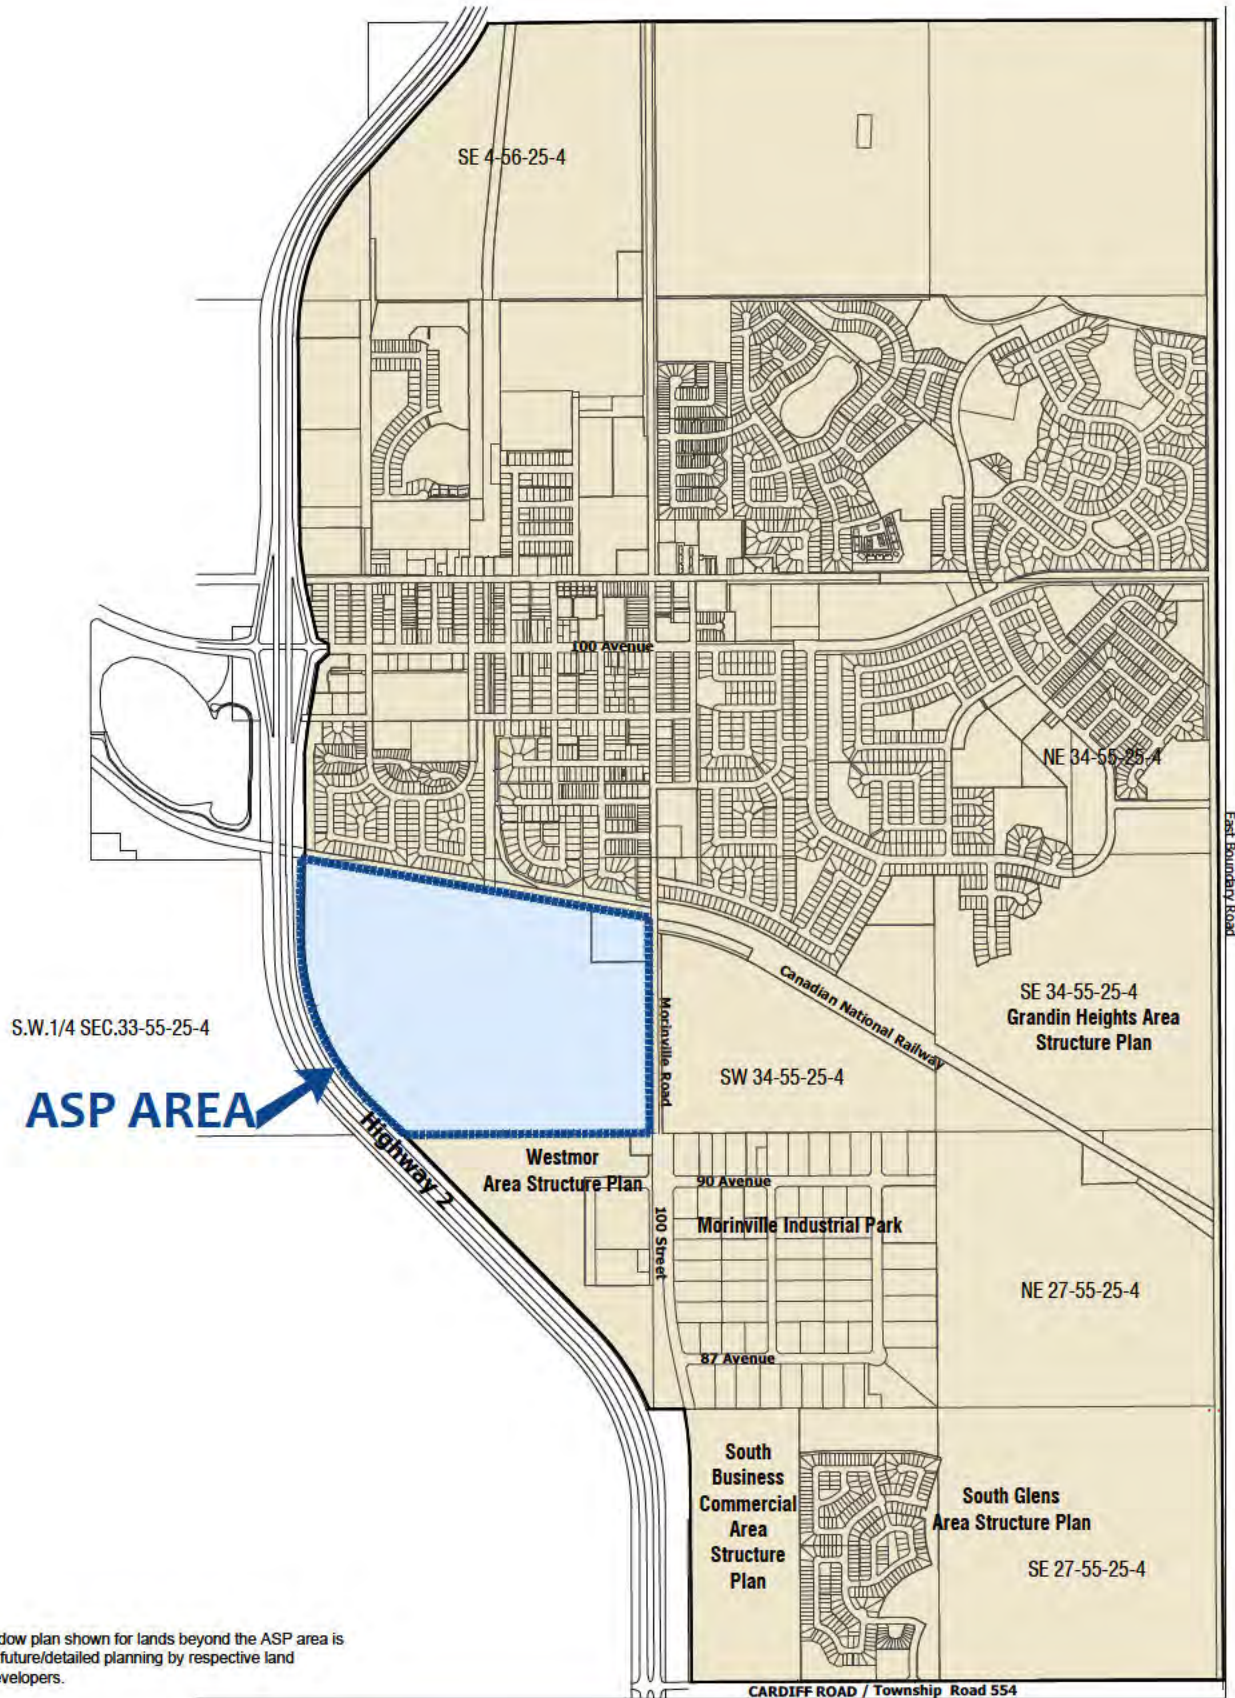 SE 4-56-25-4
100 Avenue
NE 34-55-25-4
East Boundary Road
Canadian National Railway
SE 34-55-25-4
Grandin Heights Area
Structure Plan
S.W.1/4 SEC.33-55-25-4
Morinville Road
SW 34-55-25-4
ASP AREA
Highway 2
Westmor
Area Structure Plan
90 Avenue
100 Street
Morinville Industrial Park
NE 27-55-25-4
87 Avenue
South
Business
Commercial
Area
Structure
Plan
South Glens
Area Structure Plan
SE 27-55-25-4
dow plan shown for lands beyond the ASP area is
future/detailed planning by respective land
evelopers.
CARDIFF ROAD / Township Road 554